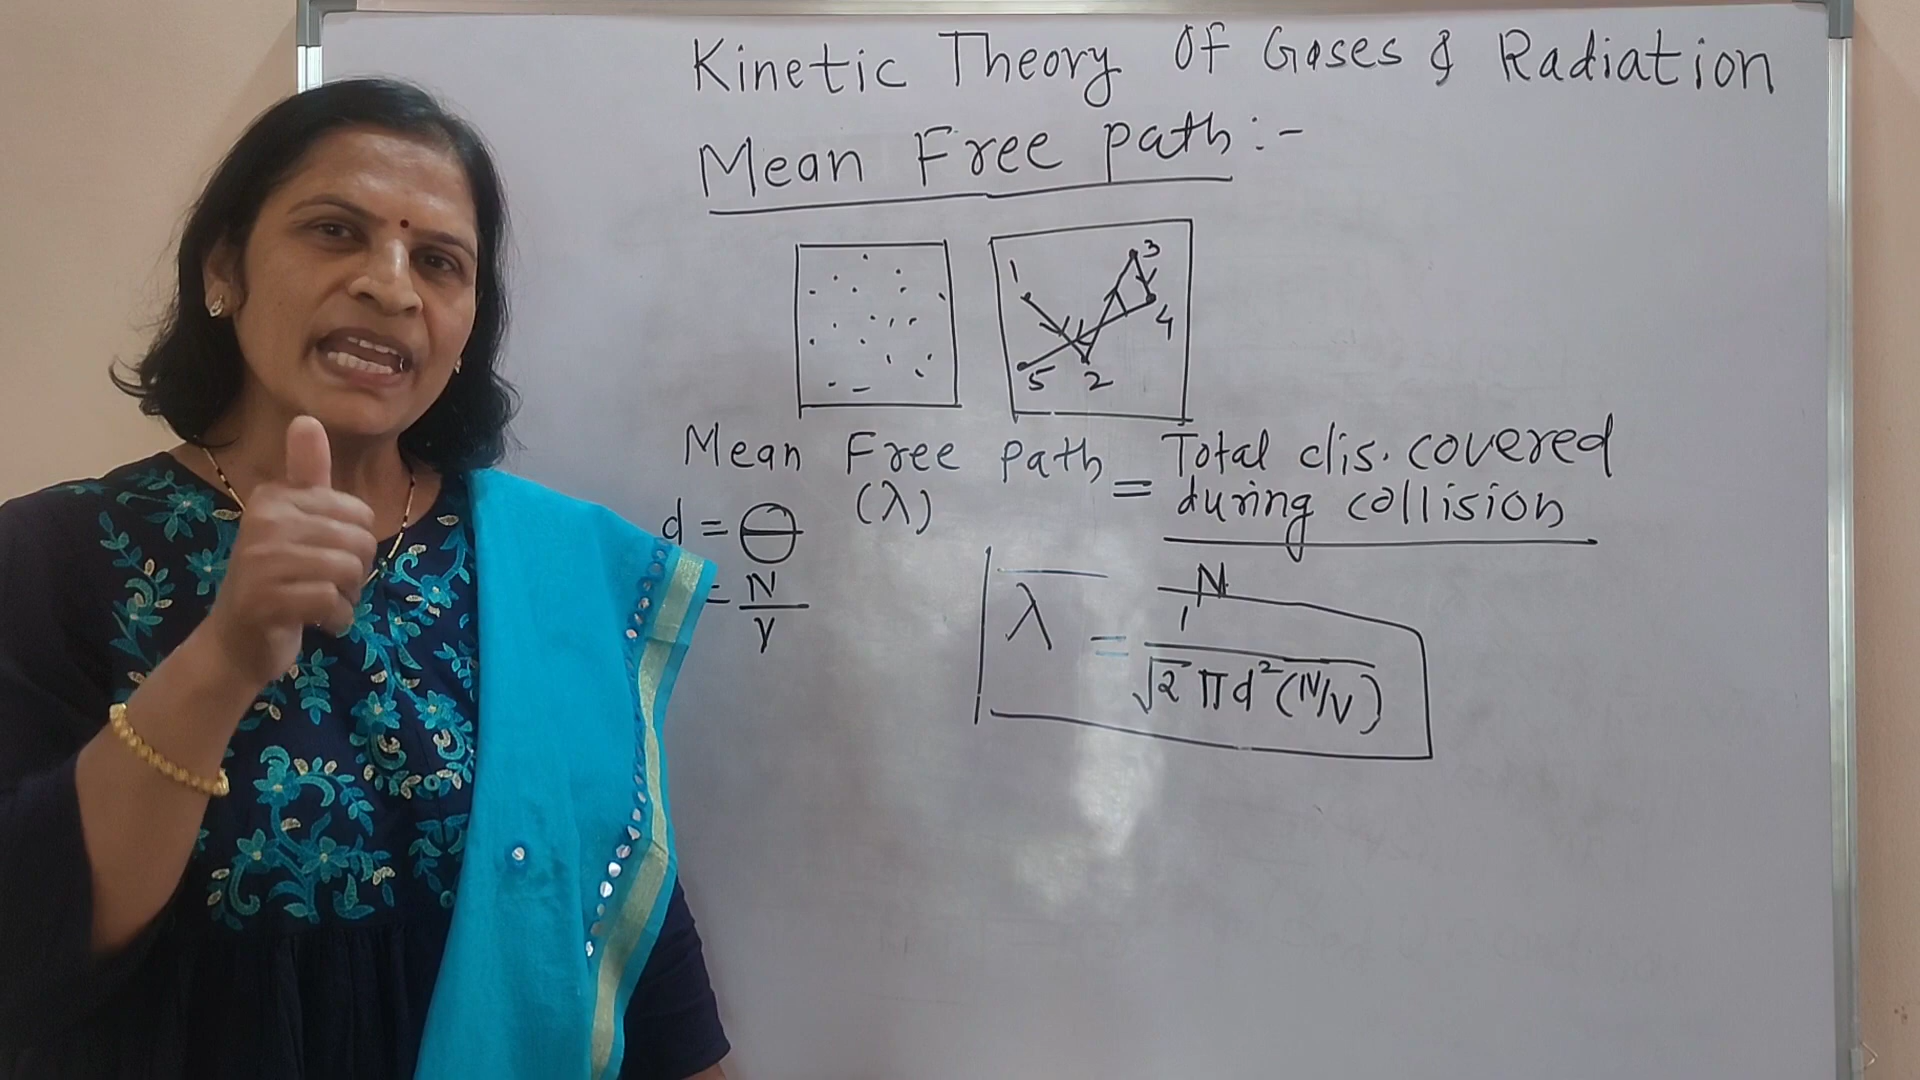 Kinetic Theory Of Gases & Radiation
Mean Free path:-
1 2 3 4 5
Mean Free path = Total dis. covered
(λ) during collision
N
d =
= N/V
λ = 1/√2 πd²(N/V)